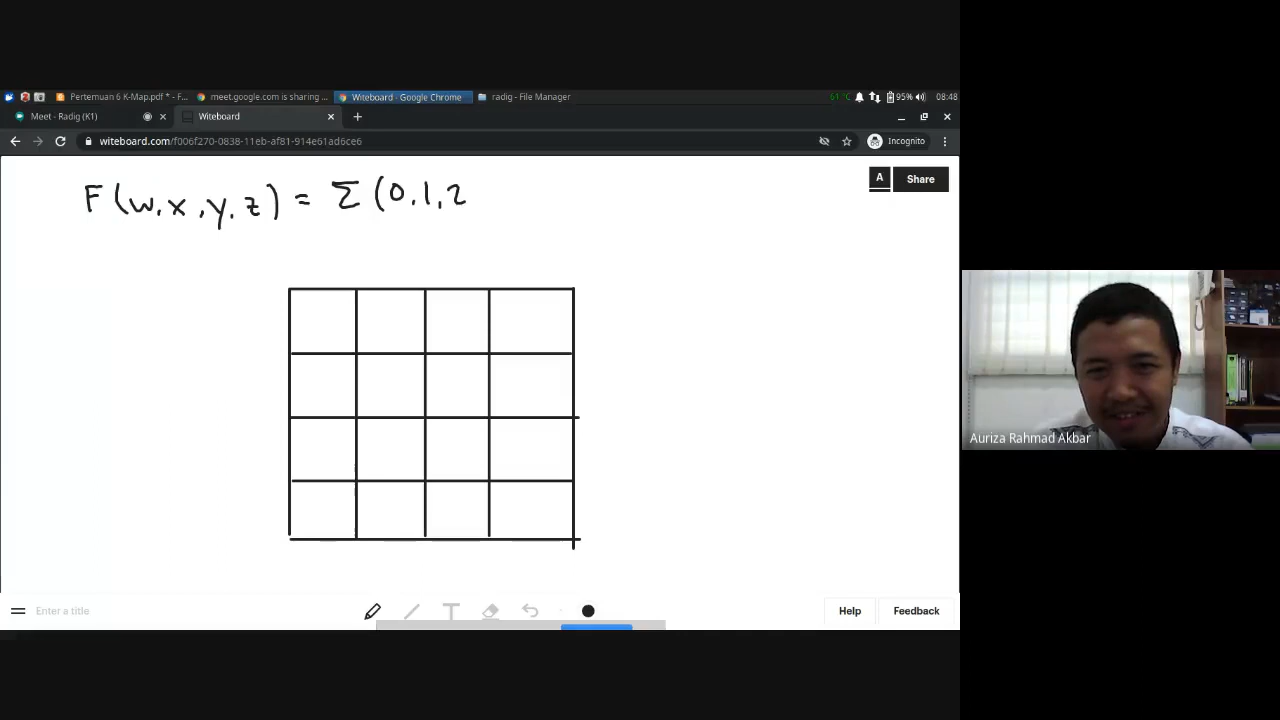 Pertemuan 6 K-Map.pdf * - F...
meet.google.com is sharing ...
Witeboard - Google Chrome
radig - File Manager
61 °C
95%
08:48
Meet - Radig (K1)
Witeboard
witeboard.com/f006f270-0838-11eb-af81-914e61ad6ce6
Incognito
F(w,x,y,z) = Σ (0,1,2
A
Share
Auriza Rahmad Akbar
Enter a title
T
Help
Feedback